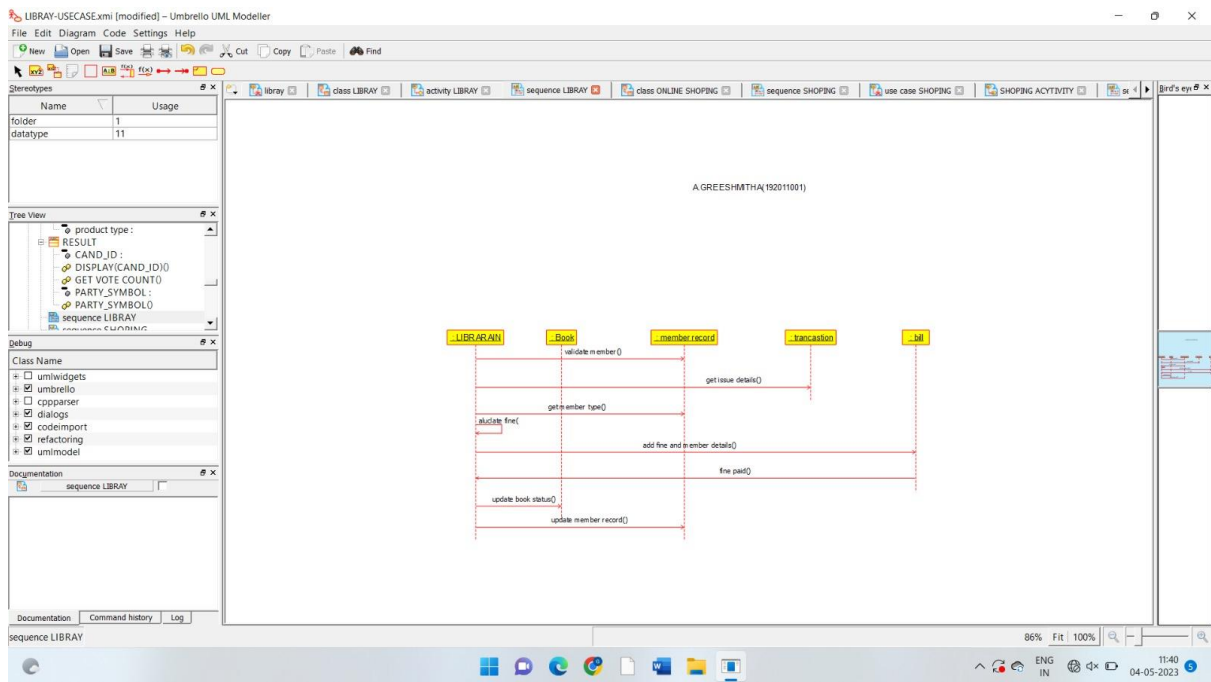 LIBRAY-USECASE.xmi [modified] – Umbrello UML Modeller
File Edit Diagram Code Settings Help
New Open Save Cut Copy Paste Find
Stereotypes
Name Usage
folder 1
datatype 11
Tree View
product type :
RESULT
CAND_ID :
DISPLAY(CAND_ID)()
GET VOTE COUNT()
PARTY_SYMBOL :
PARTY_SYMBOL()
sequence LIBRAY
sequence SHOPING
Debug
Class Name
umlwidgets
umbrello
cppparser
dialogs
codeimport
refactoring
umlmodel
Documentation
sequence LIBRAY
Documentation Command history Log
libray class LIBRAY activity LIBRAY sequence LIBRAY class ONLINE SHOPING sequence SHOPING use case SHOPING SHOPING ACYTIVITY se
Bird's eye
A.GREESHMITHA(192011001)
: LIBRARAIN : Book : member record : trancastion : bill
validate member()
get issue details()
get member type()
aluclate fine(
add fine and member details()
fine paid()
update book status()
update member record()
sequence LIBRAY
86% Fit 100%
ENG
IN
11:40
04-05-2023
5